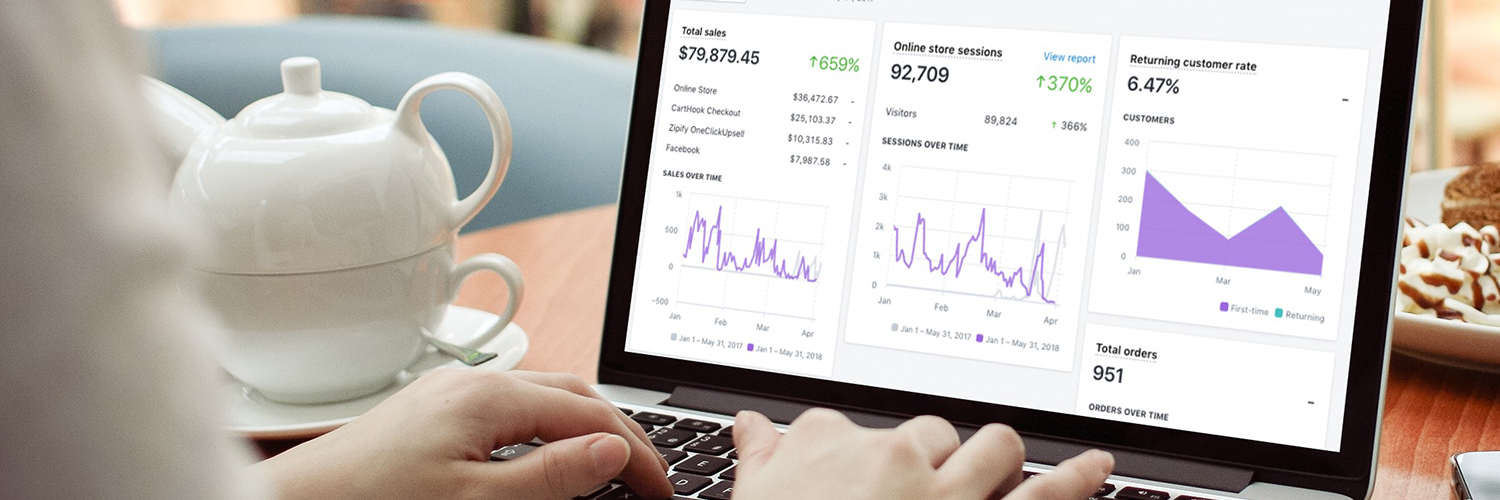 Total sales
$79,879.45 ↑659%
Online Store $36,472.67 -
CartHook Checkout $25,103.37 -
Zipify OneClickUpsell $10,315.83 -
Facebook $7,987.58 -
SALES OVER TIME
1k
500
0
-500
Jan Feb Mar Apr
Jan 1 – May 31, 2017 Jan 1 – May 31, 2018
Online store sessions View report
92,709 ↑370%
Visitors 89,824 ↑ 366%
SESSIONS OVER TIME
4k
3k
2k
1k
0
Jan Feb Mar Apr
Jan 1 – May 31, 2017 Jan 1 – May 31, 2018
Returning customer rate
6.47% -
CUSTOMERS
400
300
200
100
0
Jan Mar May
First-time Returning
Total orders
951 -
ORDERS OVER TIME
D